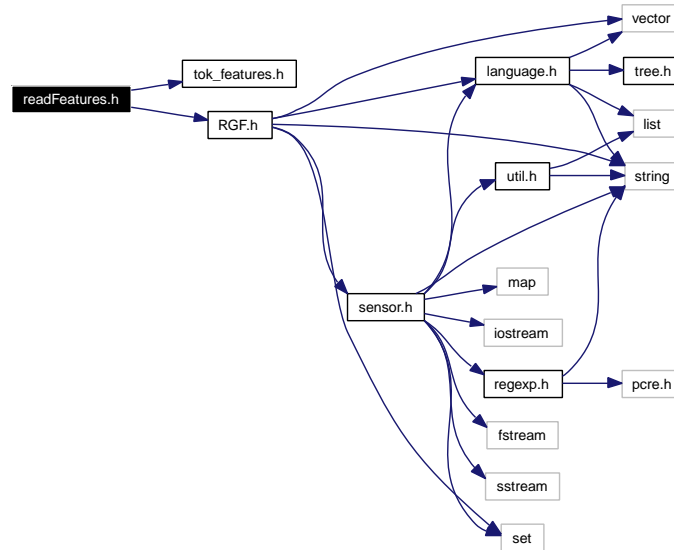 vector
tok_features.h
language.h
tree.h
readFeatures.h
RGF.h
list
util.h
string
map
sensor.h
iostream
regexp.h
pcre.h
fstream
sstream
set